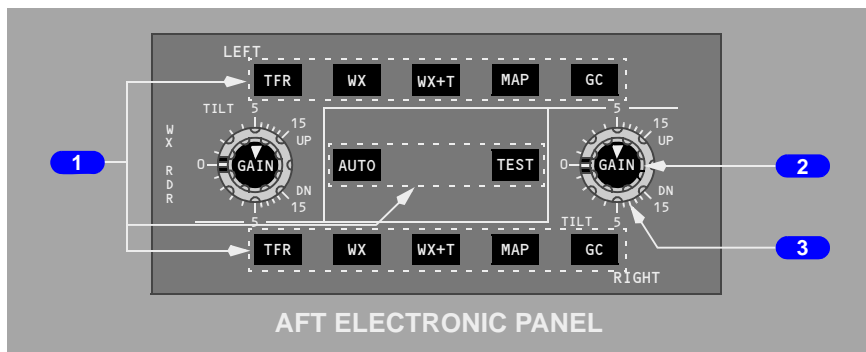 LEFT
TFR WX WX+T MAP GC
TILT 5 5
15 15
UP UP
WX RDR
1
0 GAIN AUTO TEST 0 GAIN 2
DN DN
15 15
5 TILT 5
TFR WX WX+T MAP GC 3
RIGHT
AFT ELECTRONIC PANEL